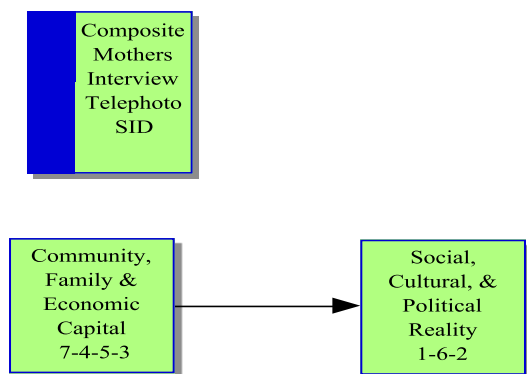 Composite
Mothers
Interview
Telephoto
SID
Community,
Family &
Economic
Capital
7-4-5-3
Social,
Cultural, &
Political
Reality
1-6-2